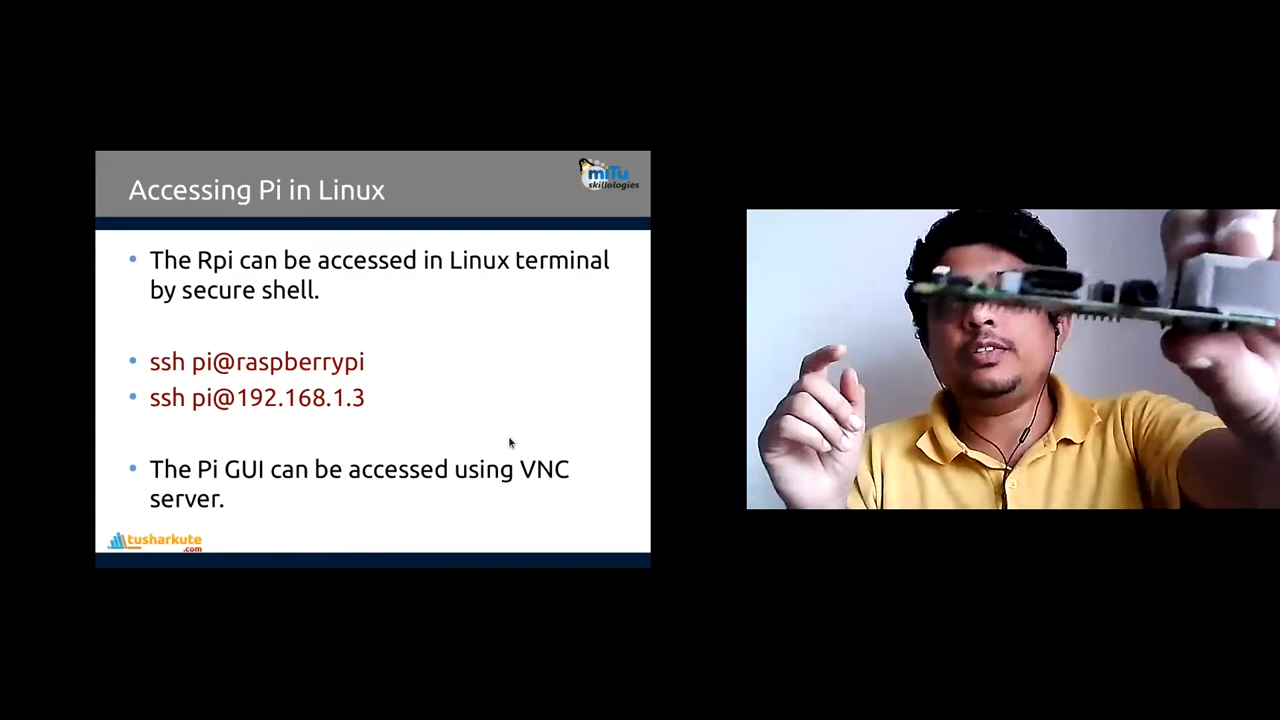 Accessing Pi in Linux
miTu
skillologies
The Rpi can be accessed in Linux terminal
by secure shell.
ssh pi@raspberrypi
ssh pi@192.168.1.3
The Pi GUI can be accessed using VNC
server.
tusharkute
.com